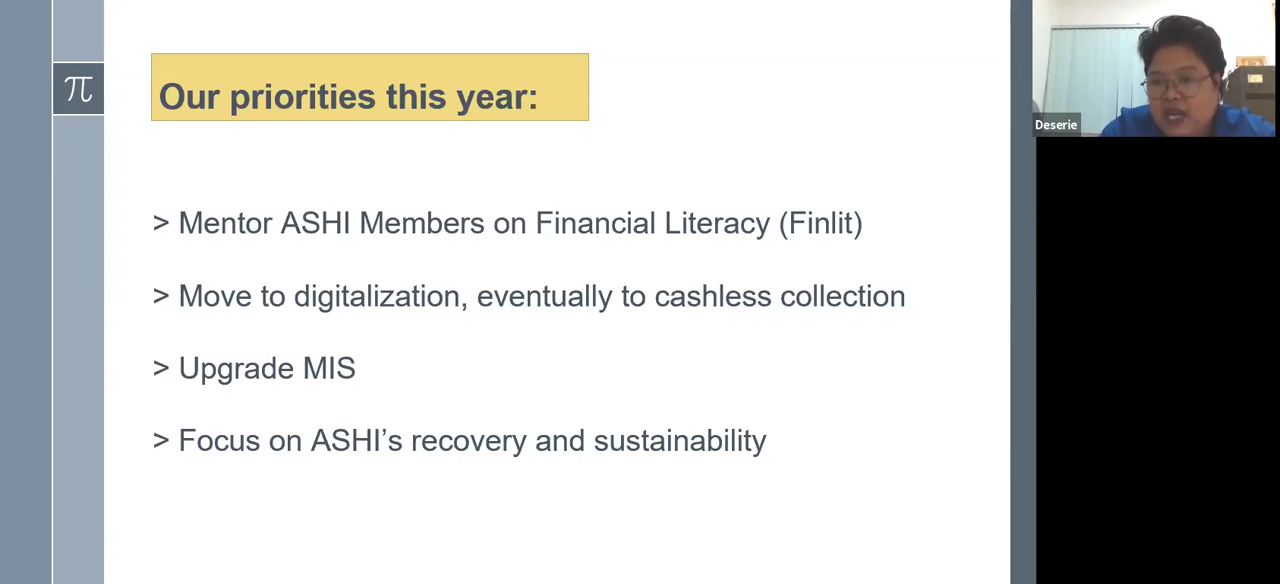 π
Our priorities this year:
> Mentor ASHI Members on Financial Literacy (Finlit)
> Move to digitalization, eventually to cashless collection
> Upgrade MIS
> Focus on ASHI’s recovery and sustainability
Deserie